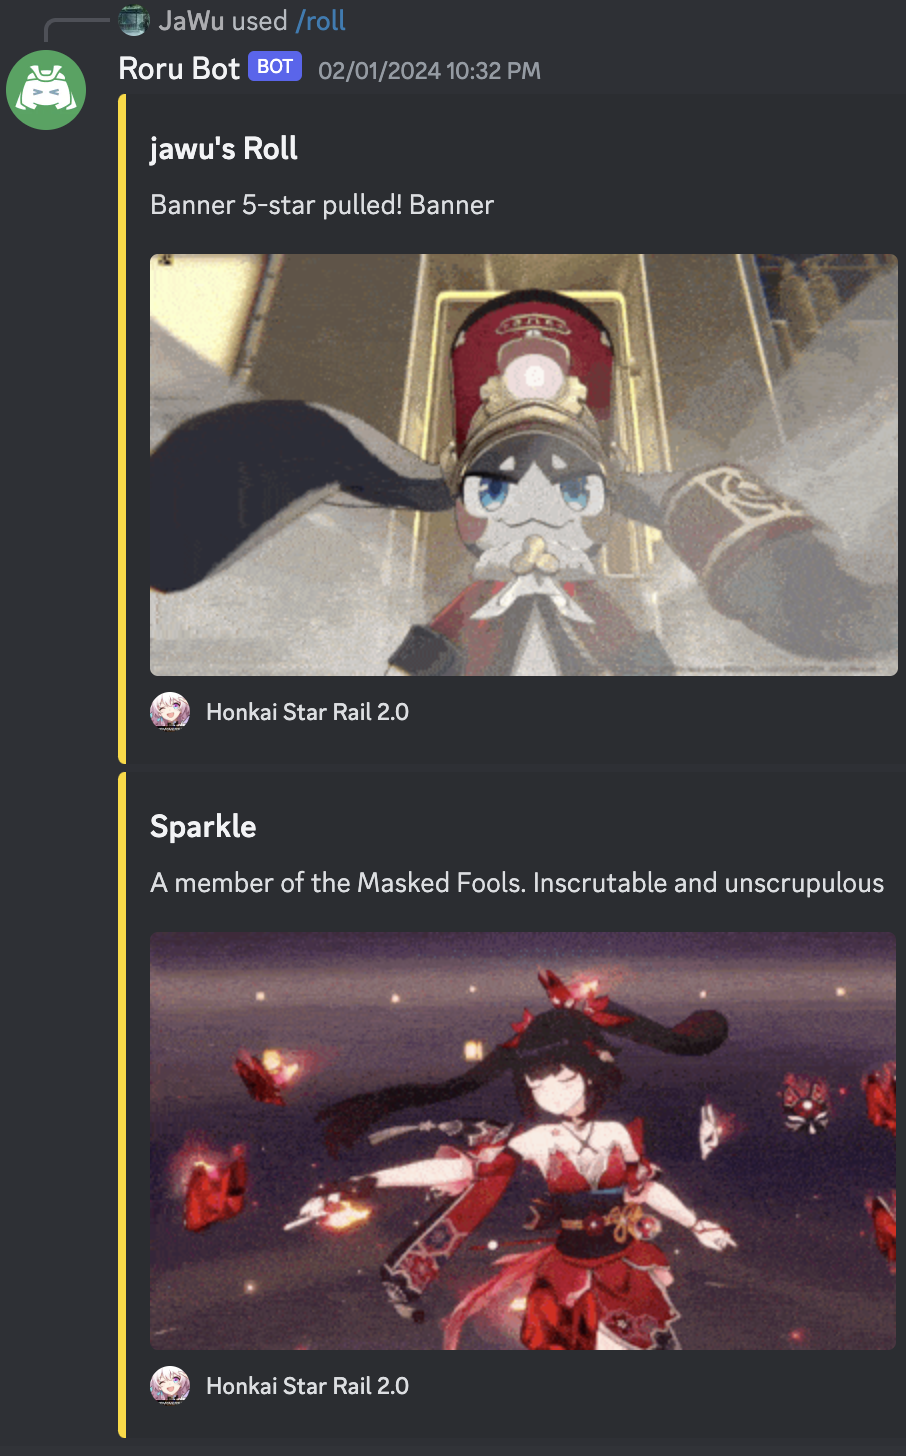 JaWu used /roll
Roru Bot BOT 02/01/2024 10:32 PM
jawu's Roll
Banner 5-star pulled! Banner
Honkai Star Rail 2.0
Sparkle
A member of the Masked Fools. Inscrutable and unscrupulous
Honkai Star Rail 2.0